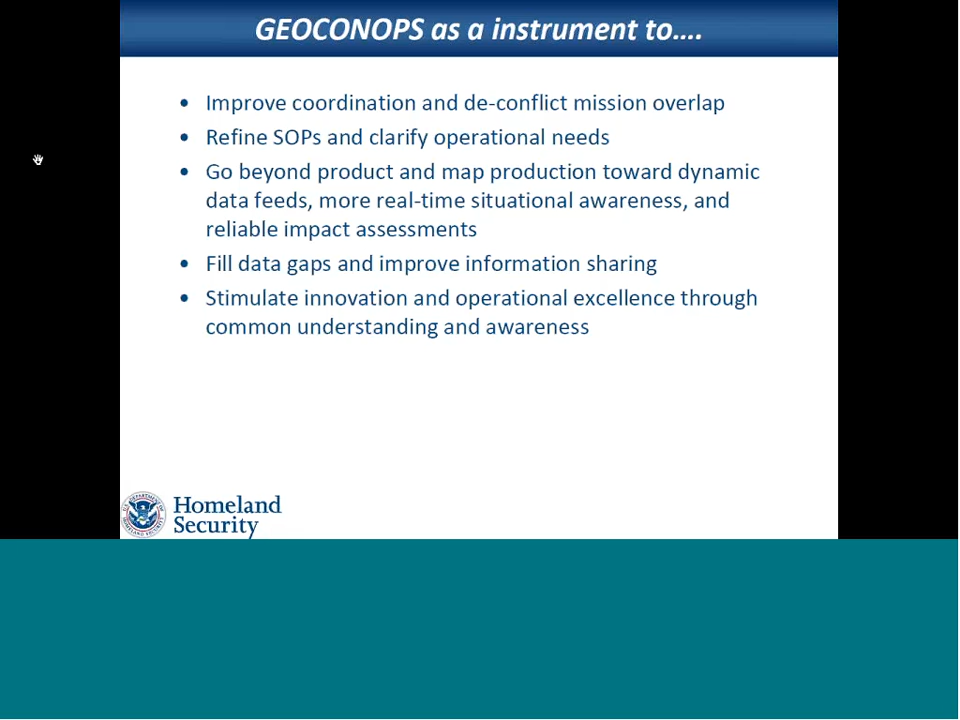 GEOCONOPS as a instrument to....
• Improve coordination and de-conflict mission overlap
• Refine SOPs and clarify operational needs
• Go beyond product and map production toward dynamic
data feeds, more real-time situational awareness, and
reliable impact assessments
• Fill data gaps and improve information sharing
• Stimulate innovation and operational excellence through
common understanding and awareness
Homeland
Security